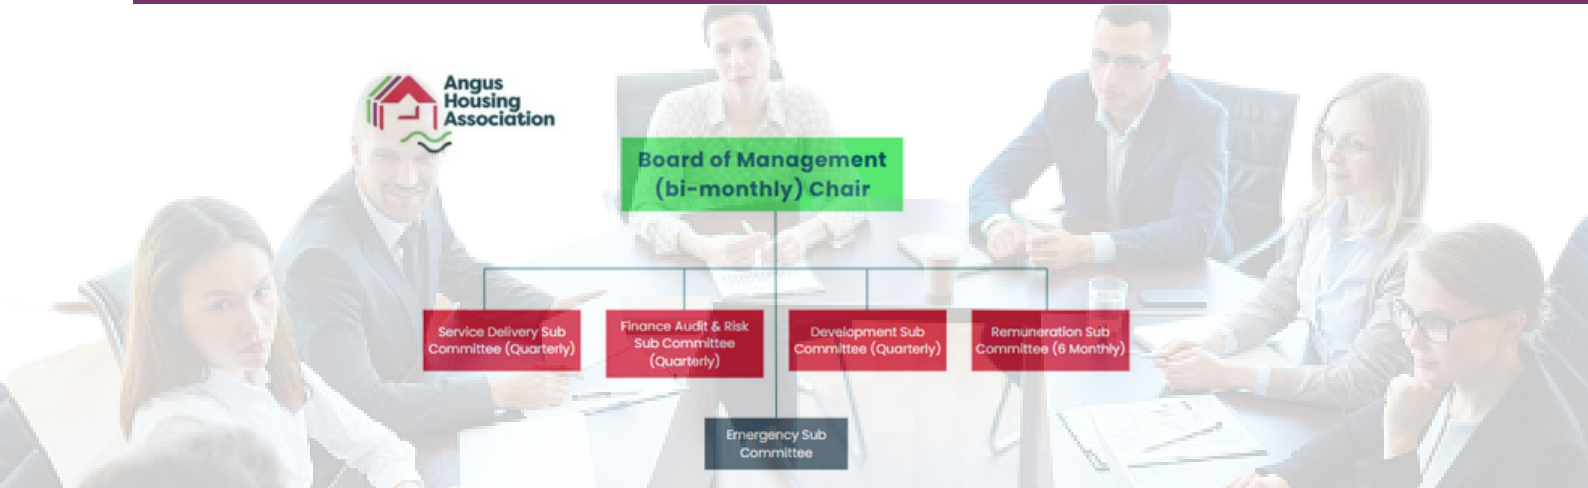 Angus
Housing
Association
Board of Management
(bi-monthly) Chair
Service Delivery Sub
Committee (Quarterly)
Finance Audit & Risk
Sub Committee
(Quarterly)
Development Sub
Committee (Quarterly)
Remuneration Sub
Committee (6 Monthly)
Emergency Sub
Committee